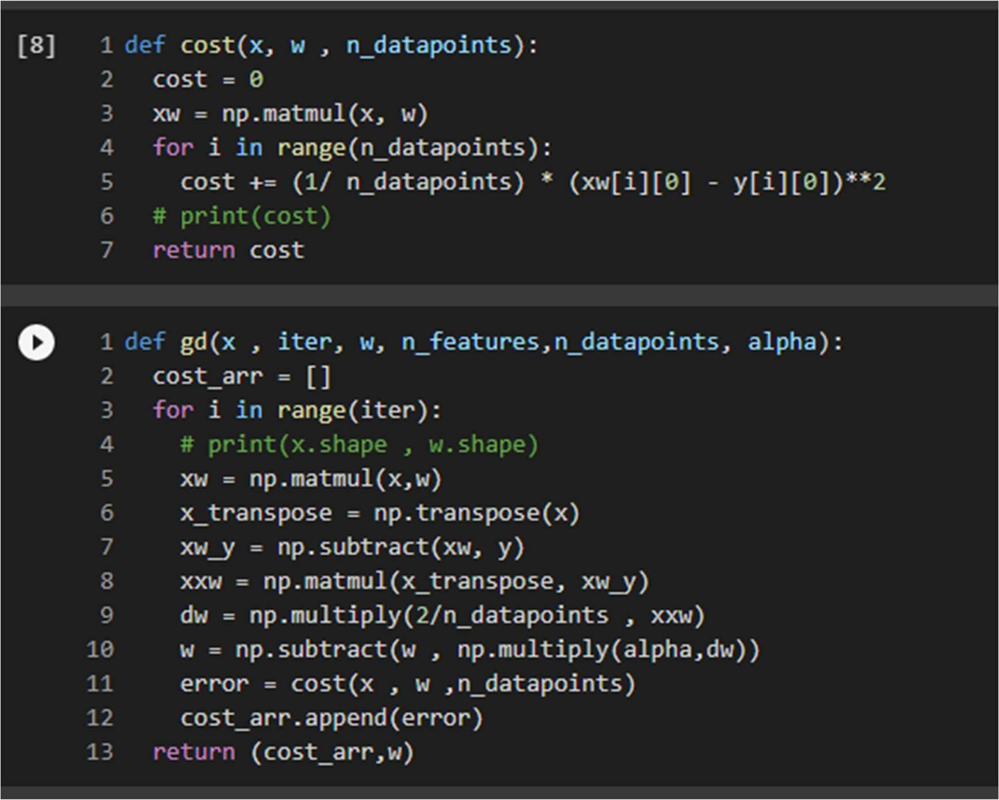 [8] 1 def cost(x, w , n_datapoints):
2   cost = 0
3   xw = np.matmul(x, w)
4   for i in range(n_datapoints):
5     cost += (1/ n_datapoints) * (xw[i][0] - y[i][0])**2
6   # print(cost)
7   return cost
1 def gd(x , iter, w, n_features,n_datapoints, alpha):
2   cost_arr = []
3   for i in range(iter):
4     # print(x.shape , w.shape)
5     xw = np.matmul(x,w)
6     x_transpose = np.transpose(x)
7     xw_y = np.subtract(xw, y)
8     xxw = np.matmul(x_transpose, xw_y)
9     dw = np.multiply(2/n_datapoints , xxw)
10     w = np.subtract(w , np.multiply(alpha,dw))
11     error = cost(x , w ,n_datapoints)
12     cost_arr.append(error)
13   return (cost_arr,w)